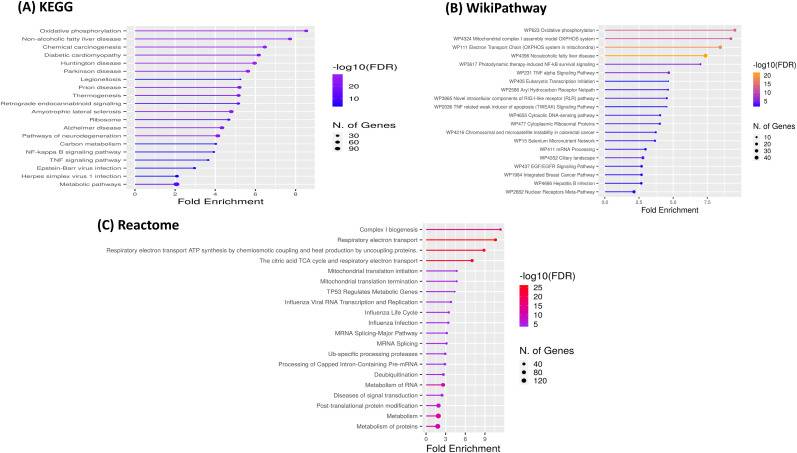 (A) KEGG
Oxidative phosphorylation
Non-alcoholic fatty liver disease
Chemical carcinogenesis
Diabetic cardiomyopathy
Huntington disease
Parkinson disease
Legionellosis
Prion disease
Thermogenesis
Retrograde endocannabinoid signaling
Amyotrophic lateral sclerosis
Ribosome
Alzheimer disease
Pathways of neurodegeneration
Carbon metabolism
NF-kappa B signaling pathway
TNF signaling pathway
Epstein-Barr virus infection
Herpes simplex virus 1 infection
Metabolic pathways
0 2 4 6 8
Fold Enrichment
-log10(FDR)
20
10
N. of Genes
30
60
90
(B) WikiPathway
WP623 Oxidative phosphorylation
WP4324 Mitochondrial complex I assembly model OXPHOS system
WP111 Electron Transport Chain (OXPHOS system in mitochondria)
WP4396 Nonalcoholic fatty liver disease
WP3617 Photodynamic therapy-induced NF-kB survival signaling
WP231 TNF alpha Signaling Pathway
WP405 Eukaryotic Transcription Initiation
WP2586 Aryl Hydrocarbon Receptor Netpath
WP3865 Novel intracellular components of RIG-I-like receptor (RLR) pathway
WP2036 TNF related weak inducer of apoptosis (TWEAK) Signaling Pathway
WP4655 Cytosolic DNA-sensing pathway
WP477 Cytoplasmic Ribosomal Proteins
WP4216 Chromosomal and microsatellite instability in colorectal cancer
WP15 Selenium Micronutrient Network
WP411 mRNA Processing
WP4352 Ciliary landscape
WP437 EGF/EGFR Signaling Pathway
WP1984 Integrated Breast Cancer Pathway
WP4666 Hepatitis B infection
WP2882 Nuclear Receptors Meta-Pathway
0.0 2.5 5.0 7.5
Fold Enrichment
-log10(FDR)
20
15
10
5
N. of Genes
10
20
30
40
(C) Reactome
Complex I biogenesis
Respiratory electron transport
Respiratory electron transport ATP synthesis by chemiosmotic coupling and heat production by uncoupling proteins.
The citric acid TCA cycle and respiratory electron transport
Mitochondrial translation initiation
Mitochondrial translation termination
TP53 Regulates Metabolic Genes
Influenza Viral RNA Transcription and Replication
Influenza Life Cycle
Influenza Infection
MRNA Splicing-Major Pathway
MRNA Splicing
Ub-specific processing proteases
Processing of Capped Intron-Containing Pre-mRNA
Deubiquitination
Metabolism of RNA
Diseases of signal transduction
Post-translational protein modification
Metabolism
Metabolism of proteins
0 3 6 9
Fold Enrichment
-log10(FDR)
25
20
15
10
5
N. of Genes
40
80
120